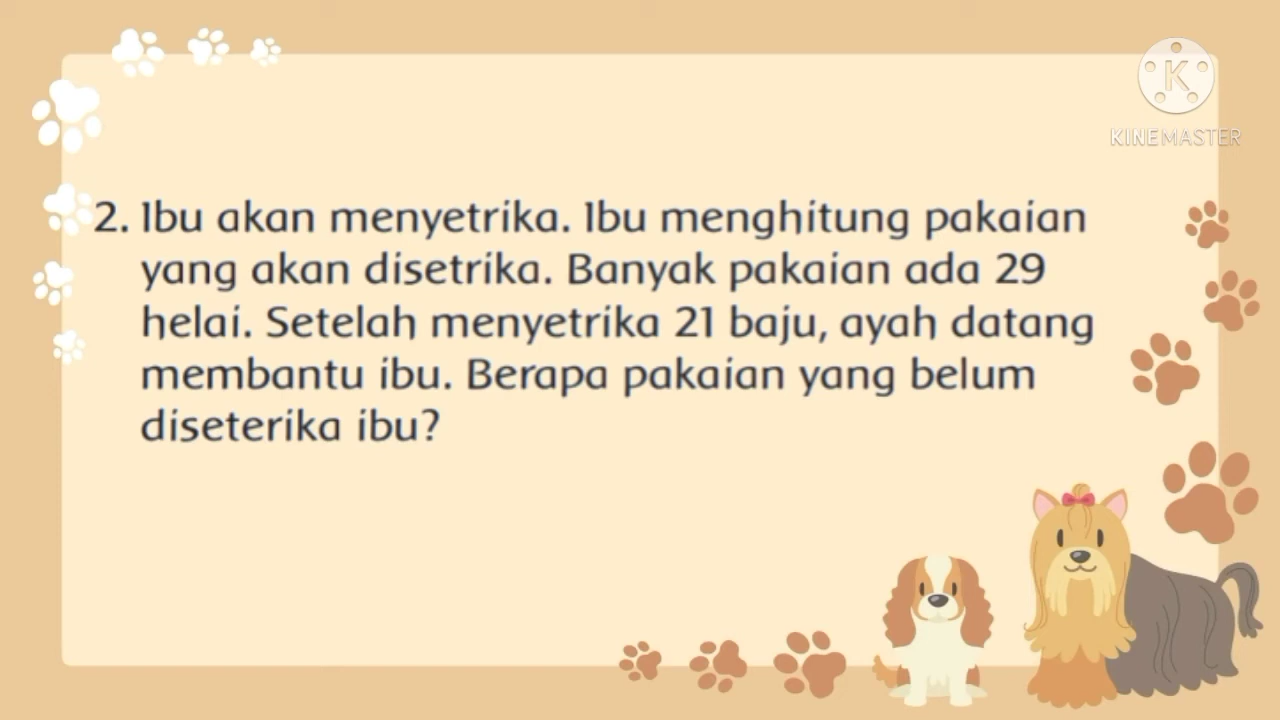 KINEMASTER
2. Ibu akan menyetrika. Ibu menghitung pakaian
yang akan disetrika. Banyak pakaian ada 29
helai. Setelah menyetrika 21 baju, ayah datang
membantu ibu. Berapa pakaian yang belum
diseterika ibu?